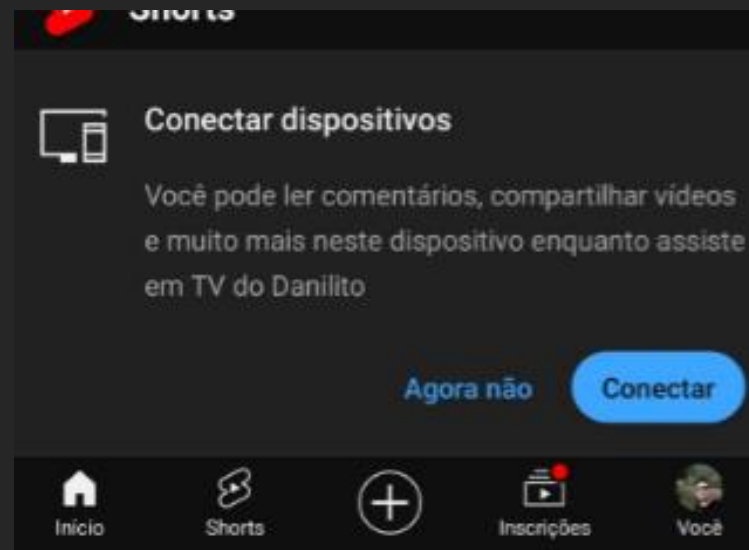 Shorts
Conectar dispositivos
Você pode ler comentários, compartilhar vídeos
e muito mais neste dispositivo enquanto assiste
em TV do Danilito
Agora não
Conectar
Início
Shorts
Inscrições
Você